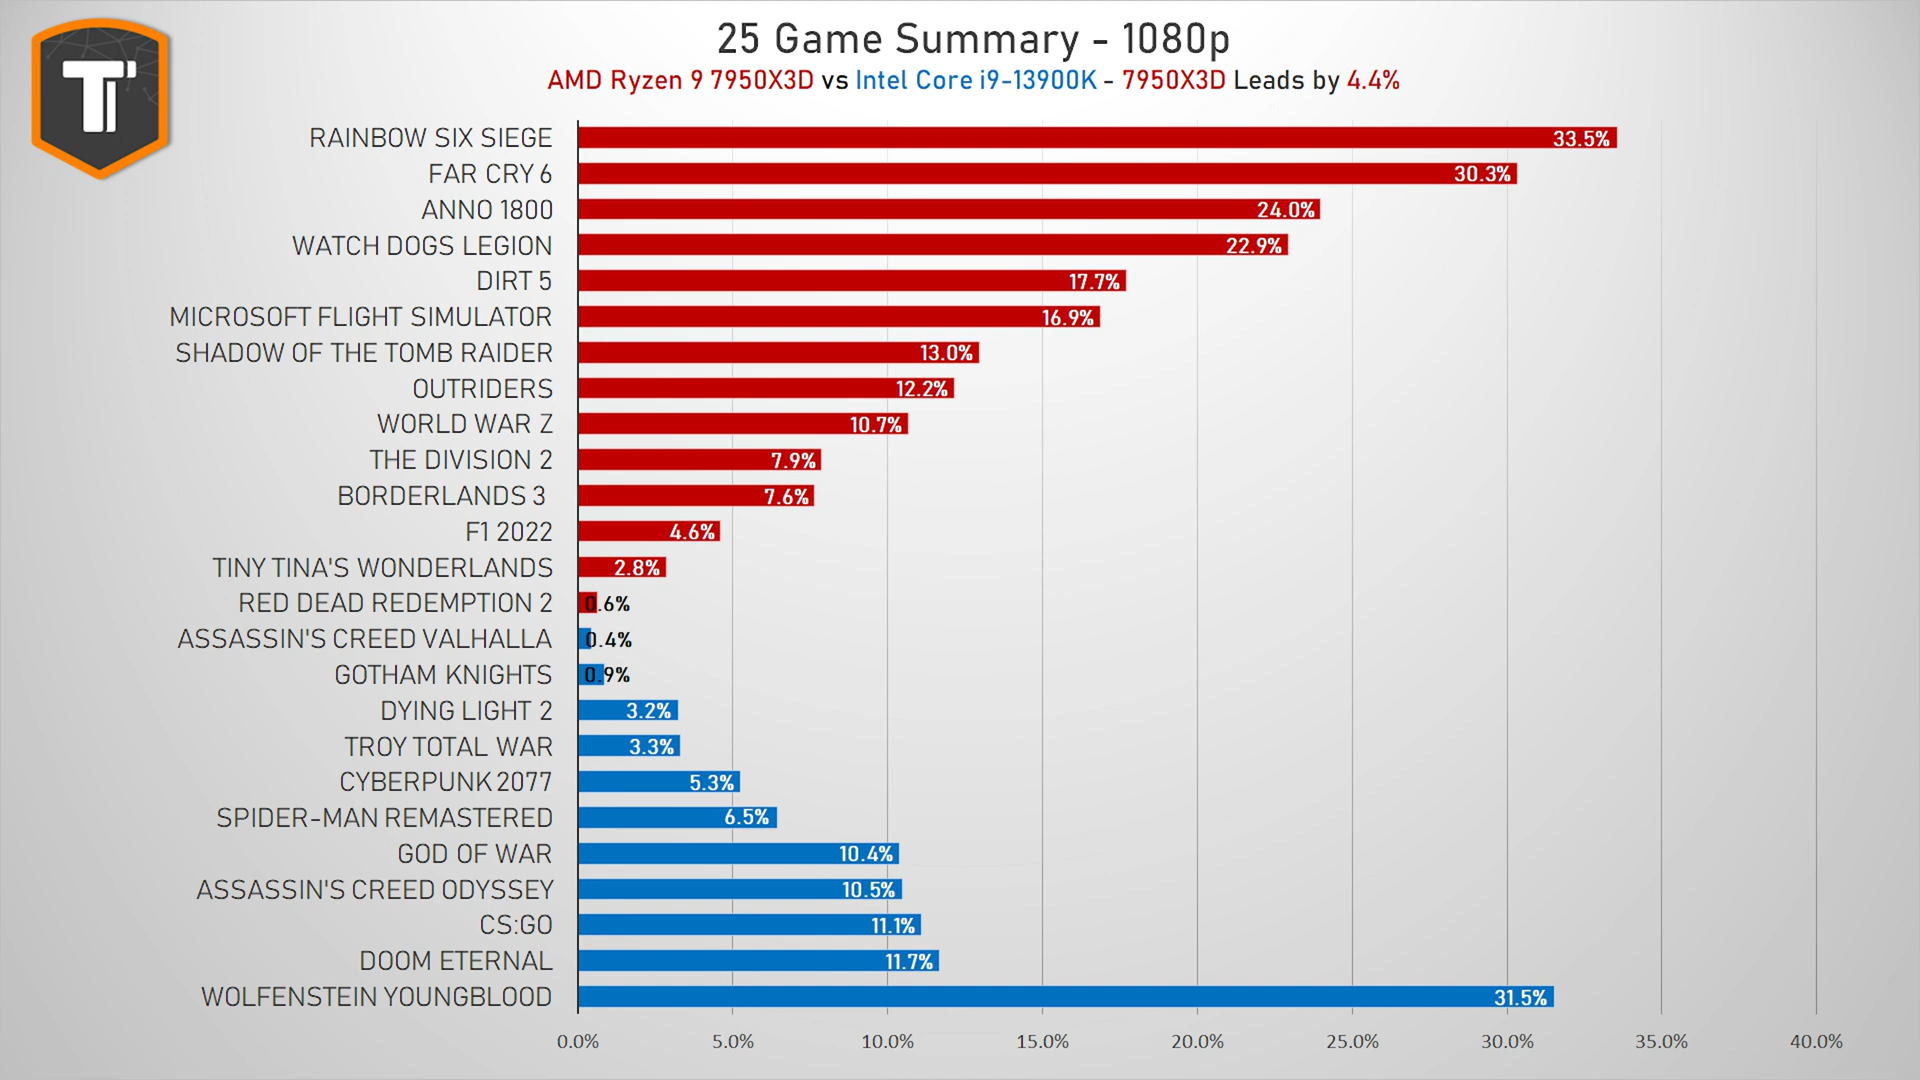 25 Game Summary - 1080p
AMD Ryzen 9 7950X3D vs Intel Core i9-13900K - 7950X3D Leads by 4.4%
RAINBOW SIX SIEGE 33.5%
FAR CRY 6 30.3%
ANNO 1800 24.0%
WATCH DOGS LEGION 22.9%
DIRT 5 17.7%
MICROSOFT FLIGHT SIMULATOR 16.9%
SHADOW OF THE TOMB RAIDER 13.0%
OUTRIDERS 12.2%
WORLD WAR Z 10.7%
THE DIVISION 2 7.9%
BORDERLANDS 3 7.6%
F1 2022 4.6%
TINY TINA'S WONDERLANDS 2.8%
RED DEAD REDEMPTION 2 0.6%
ASSASSIN'S CREED VALHALLA 0.4%
GOTHAM KNIGHTS 0.9%
DYING LIGHT 2 3.2%
TROY TOTAL WAR 3.3%
CYBERPUNK 2077 5.3%
SPIDER-MAN REMASTERED 6.5%
GOD OF WAR 10.4%
ASSASSIN'S CREED ODYSSEY 10.5%
CS:GO 11.1%
DOOM ETERNAL 11.7%
WOLFENSTEIN YOUNGBLOOD 31.5%
0.0% 5.0% 10.0% 15.0% 20.0% 25.0% 30.0% 35.0% 40.0%